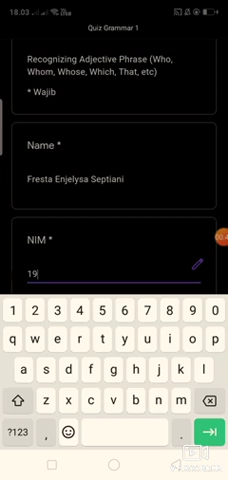 18.03
Quiz Grammar 1
Recognizing Adjective Phrase (Who,
Whom, Whose, Which, That, etc)
* Wajib
Name *
Fresta Enjelysa Septiani
NIM *
19
1 2 3 4 5 6 7 8 9 0
q w e r t y u i o p
a s d f g h j k l
z x c v b n m
?123 , .